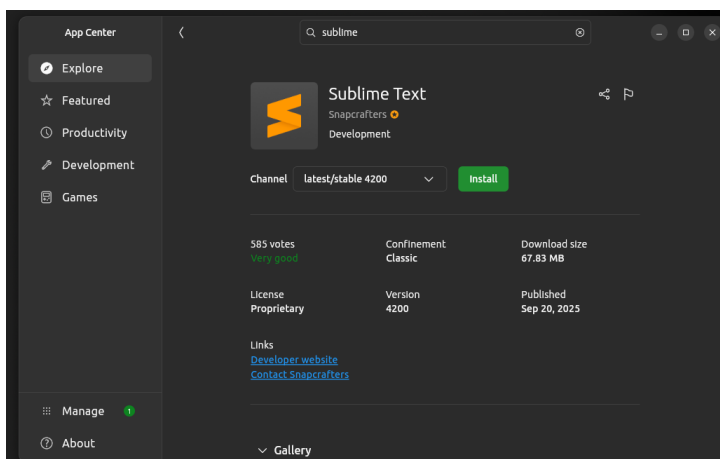 App Center
sublime
Explore
Featured
Productivity
Development
Games
Manage 1
About
Sublime Text
Snapcrafters
Development
Channel latest/stable 4200 Install
585 votes Confinement Download size
Very good Classic 67.83 MB
License Version Published
Proprietary 4200 Sep 20, 2025
Links
Developer website
Contact Snapcrafters
Gallery